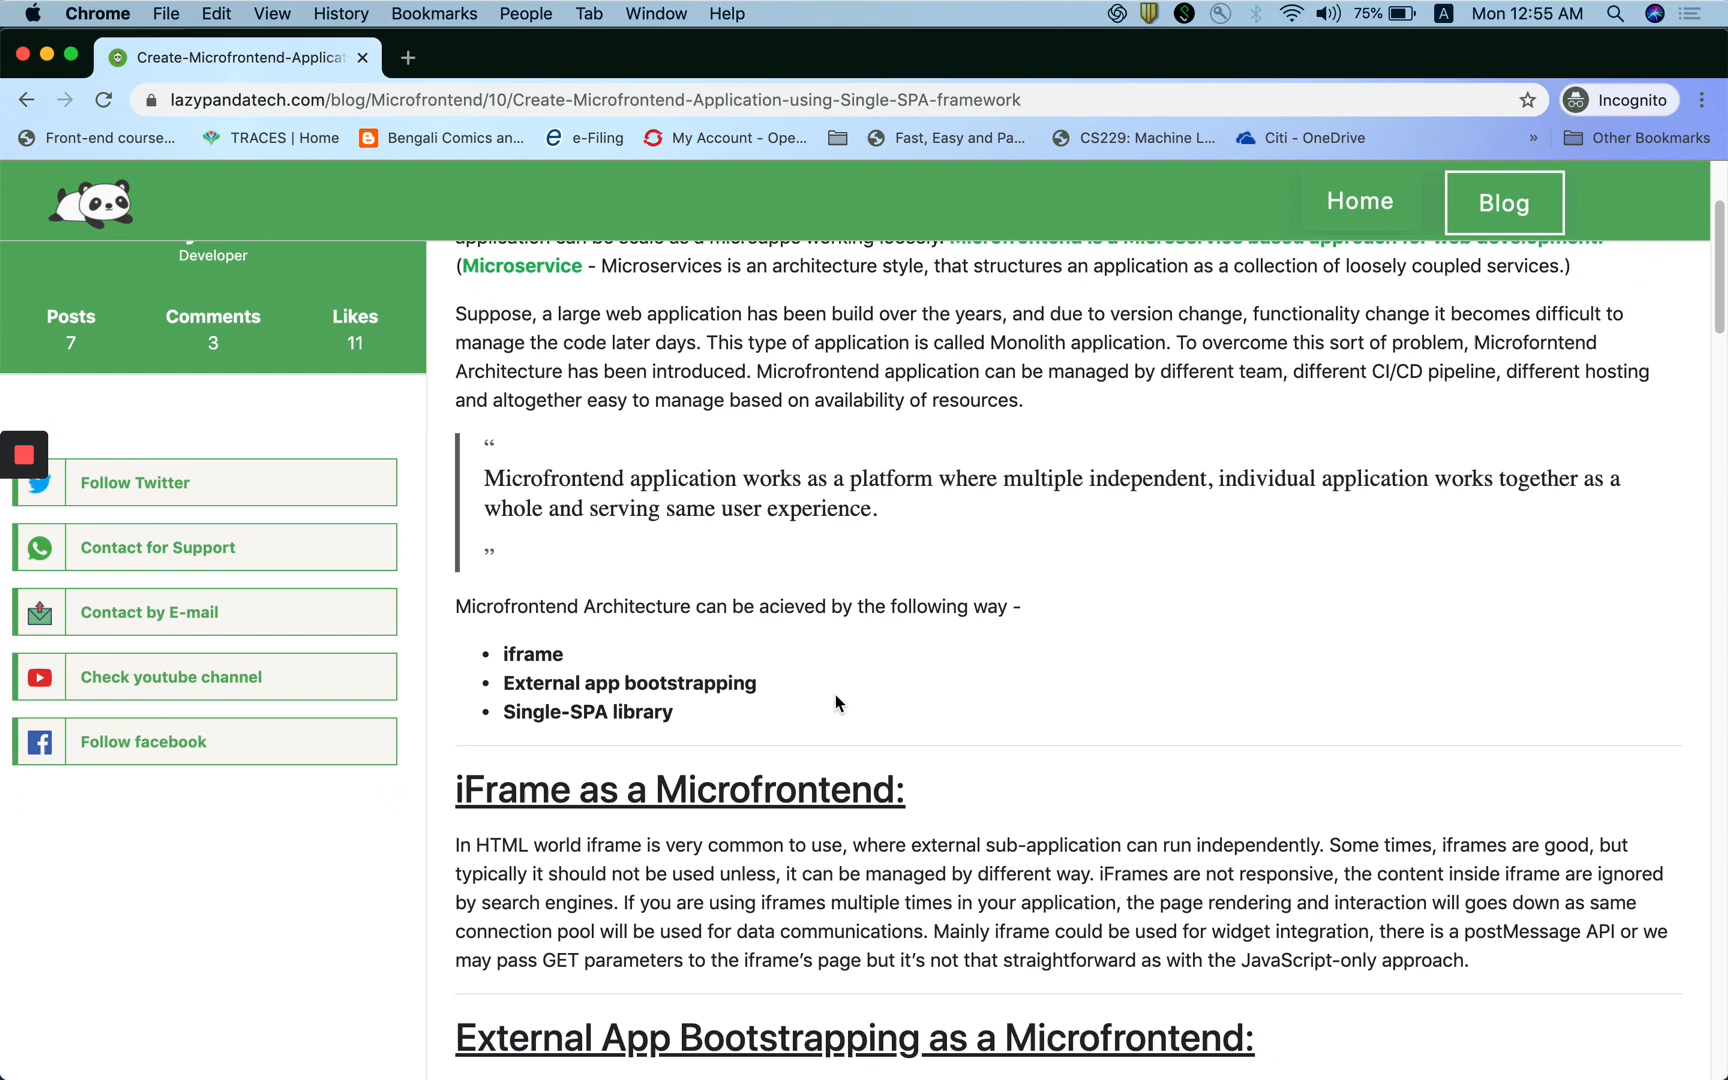 Chrome File Edit View History Bookmarks People Tab Window Help 75% A Mon 12:55 AM
Create-Microfrontend-Applicat
lazypandatech.com/blog/Microfrontend/10/Create-Microfrontend-Application-using-Single-SPA-framework Incognito
Front-end course... TRACES | Home Bengali Comics an... e-Filing My Account - Ope... Fast, Easy and Pa... CS229: Machine L... Citi - OneDrive » Other Bookmarks
Home Blog
Developer
Posts Comments Likes
7 3 11
Follow Twitter
Contact for Support
Contact by E-mail
Check youtube channel
Follow facebook
application can be scale as a microapps working loosely. Microfrontend is a Microservice based approach for web development.
(Microservice - Microservices is an architecture style, that structures an application as a collection of loosely coupled services.)
Suppose, a large web application has been build over the years, and due to version change, functionality change it becomes difficult to
manage the code later days. This type of application is called Monolith application. To overcome this sort of problem, Microforntend
Architecture has been introduced. Microfrontend application can be managed by different team, different CI/CD pipeline, different hosting
and altogether easy to manage based on availability of resources.
“
Microfrontend application works as a platform where multiple independent, individual application works together as a
whole and serving same user experience.
”
Microfrontend Architecture can be acieved by the following way -
• iframe
• External app bootstrapping
• Single-SPA library
iFrame as a Microfrontend:
In HTML world iframe is very common to use, where external sub-application can run independently. Some times, iframes are good, but
typically it should not be used unless, it can be managed by different way. iFrames are not responsive, the content inside iframe are ignored
by search engines. If you are using iframes multiple times in your application, the page rendering and interaction will goes down as same
connection pool will be used for data communications. Mainly iframe could be used for widget integration, there is a postMessage API or we
may pass GET parameters to the iframe’s page but it’s not that straightforward as with the JavaScript-only approach.
External App Bootstrapping as a Microfrontend: